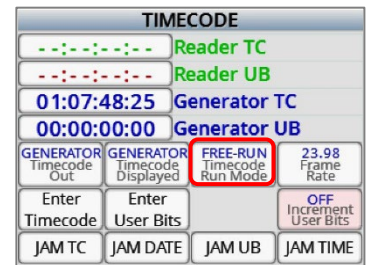 TIMECODE
--:--:--:-- Reader TC
--:--:--:-- Reader UB
01:07:48:25 Generator TC
00:00:00:00 Generator UB
GENERATOR GENERATOR FREE-RUN 23.98
Timecode Timecode Timecode Frame
Out Displayed Run Mode Rate
Enter Enter OFF
Timecode User Bits Increment
User Bits
JAM TC JAM DATE JAM UB JAM TIME